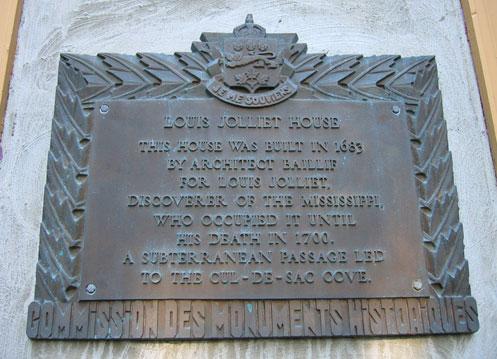 JE ME SOUVIENS
LOUIS JOLLIET HOUSE
THIS HOUSE WAS BUILT IN 1683
BY ARCHITECT BAILLIF
FOR LOUIS JOLLIET,
DISCOVERER OF THE MISSISSIPPI,
WHO OCCUPIED IT UNTIL
HIS DEATH IN 1700.
A SUBTERRANEAN PASSAGE LED
TO THE CUL-DE-SAC COVE.
COMMISSION DES MONUMENTS HISTORIQUES